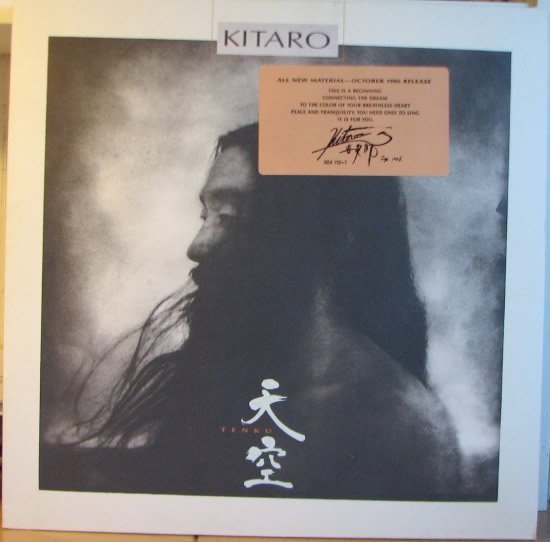 KITARO
ALL NEW MATERIAL—OCTOBER 1986 RELEASE
THIS IS A BEGINNING
CONNECTING THE DREAM
TO THE COLOR OF YOUR BREATHLESS HEART
PEACE AND TRANQUILITY, YOU NEED ONLY TO SING
IT IS FOR YOU.
Kitaro
天空
TENKU